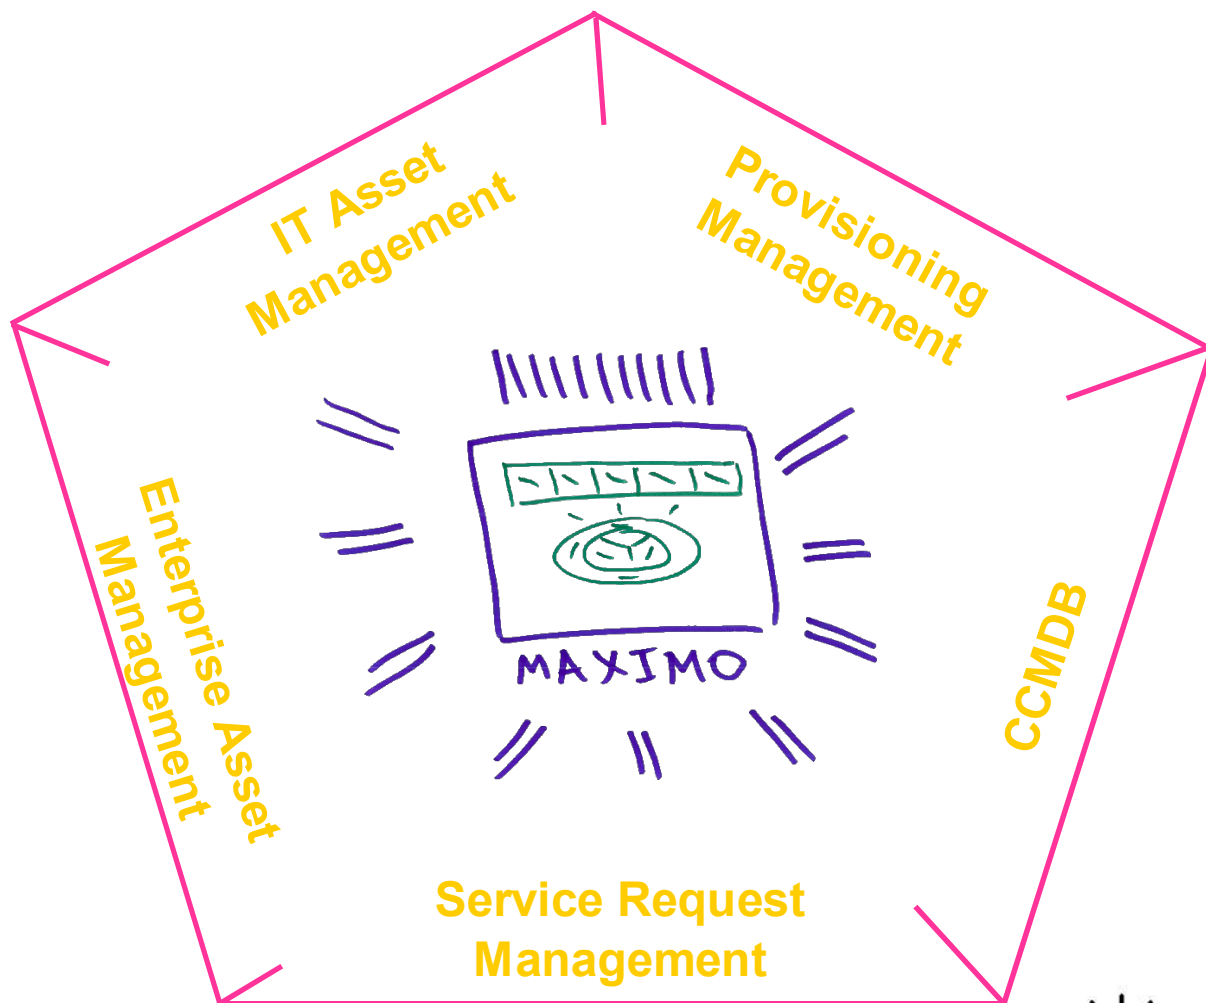 IT Asset
Management
Provisioning
Management
Enterprise Asset
Management
MAXIMO
CCMDB
Service Request
Management